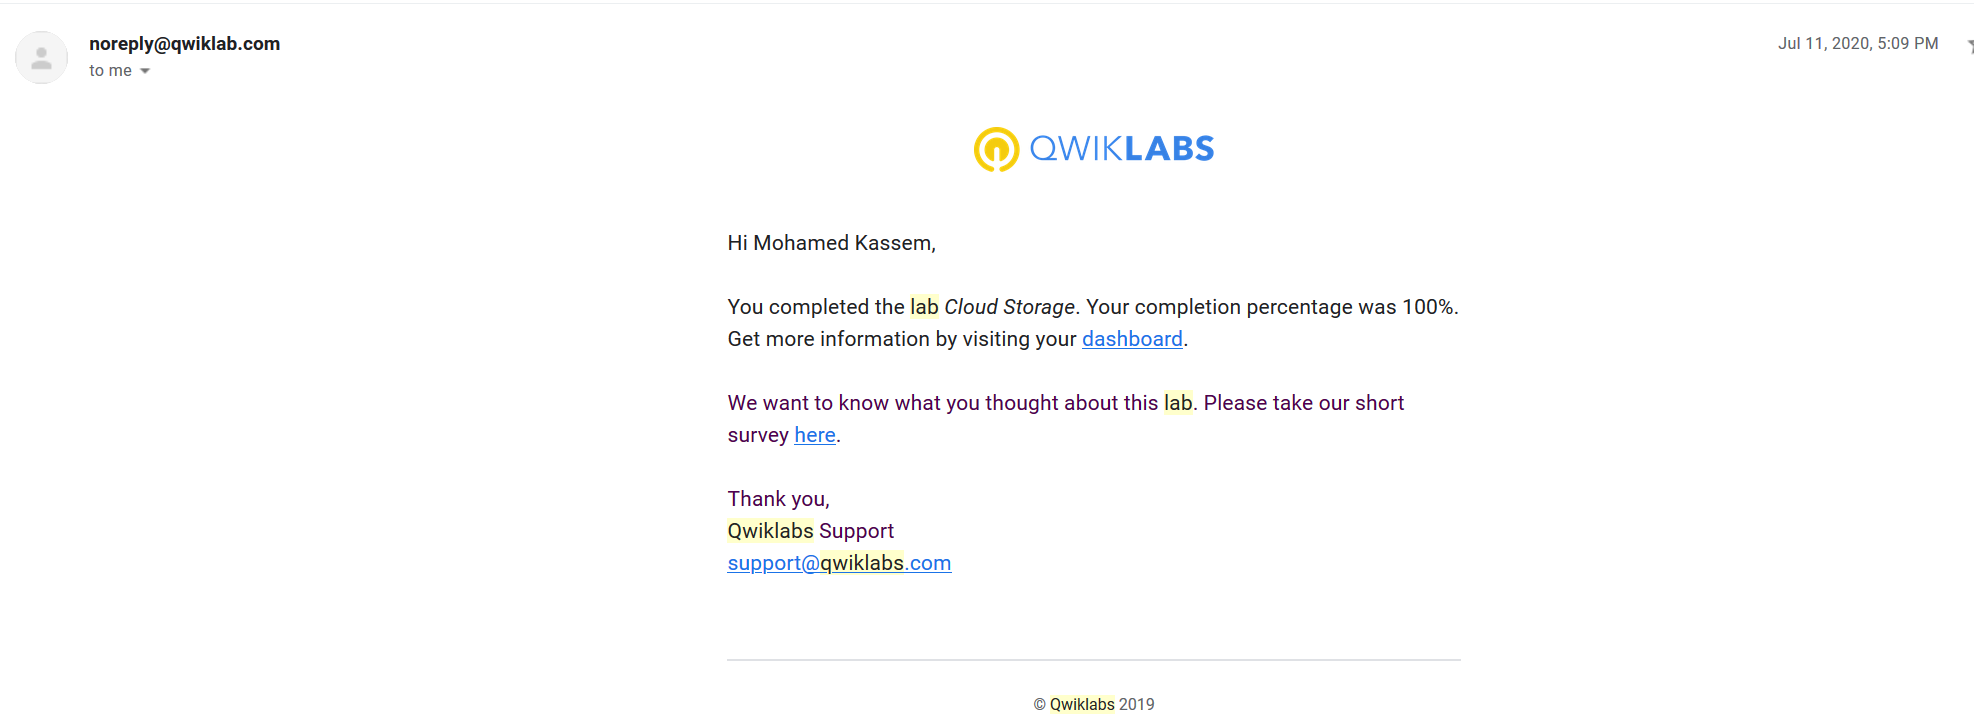 noreply@qwiklab.com
Jul 11, 2020, 5:09 PM
to me
QWIKLABS
Hi Mohamed Kassem,
You completed the lab Cloud Storage. Your completion percentage was 100%.
Get more information by visiting your dashboard.
We want to know what you thought about this lab. Please take our short
survey here.
Thank you,
Qwiklabs Support
support@qwiklabs.com
© Qwiklabs 2019